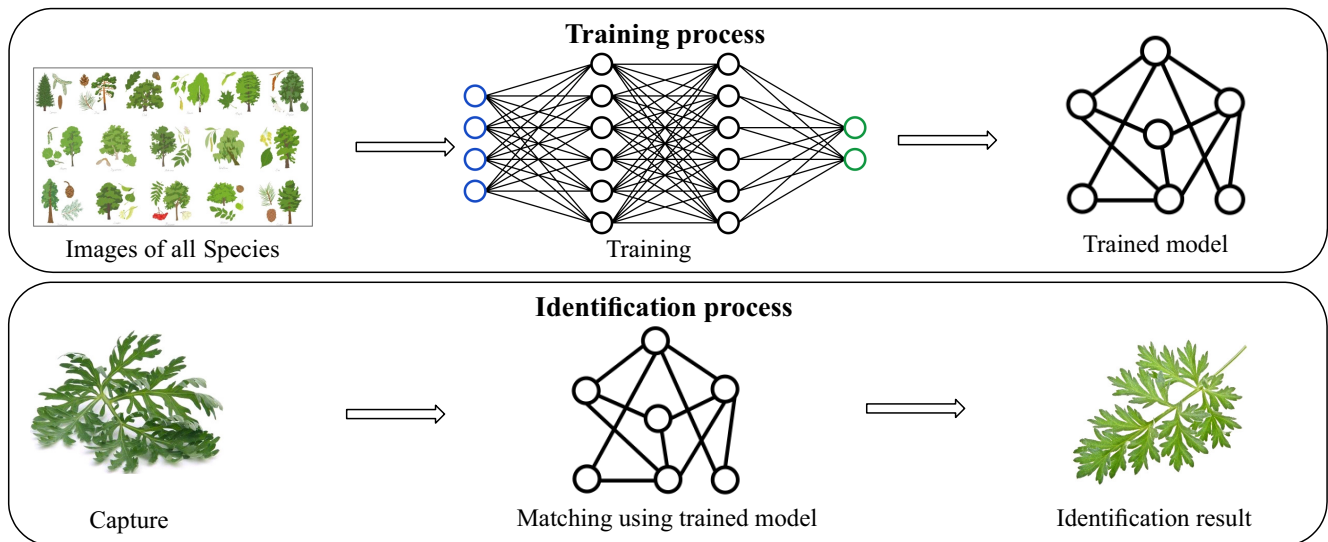 Training process
Images of all Species
Training
Trained model
Identification process
Capture
Matching using trained model
Identification result